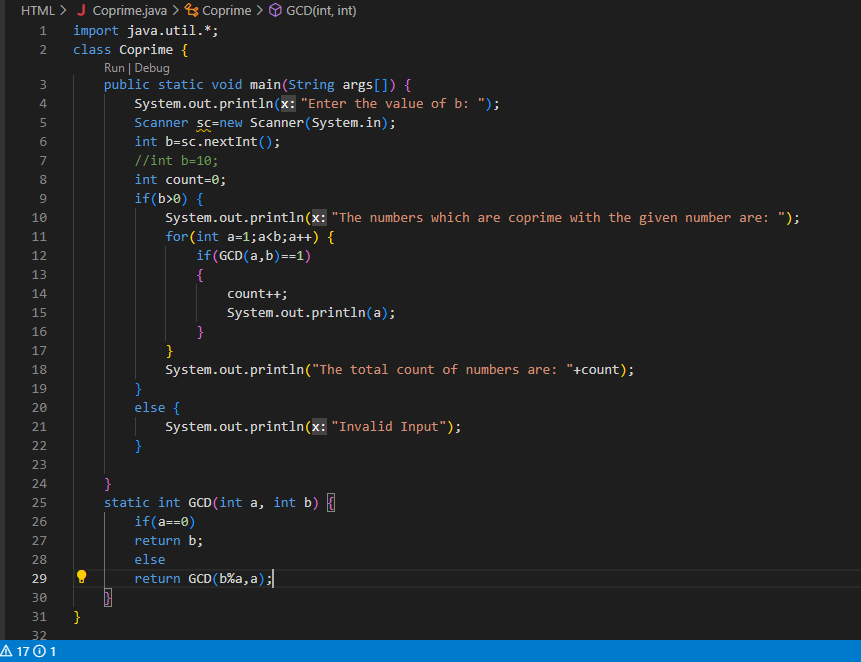 HTML > J Coprime.java > Coprime > GCD(int, int)
1 import java.util.*;
2 class Coprime {
Run | Debug
3 public static void main(String args[]) {
4 System.out.println(x: "Enter the value of b: ");
5 Scanner sc=new Scanner(System.in);
6 int b=sc.nextInt();
7 //int b=10;
8 int count=0;
9 if(b>0) {
10 System.out.println(x: "The numbers which are coprime with the given number are: ");
11 for(int a=1;a<b;a++) {
12 if(GCD(a,b)==1)
13 {
14 count++;
15 System.out.println(a);
16 }
17 }
18 System.out.println("The total count of numbers are: "+count);
19 }
20 else {
21 System.out.println(x: "Invalid Input");
22 }
23
24 }
25 static int GCD(int a, int b) {
26 if(a==0)
27 return b;
28 else
29 return GCD(b%a,a);
30 }
31 }
32
17 1